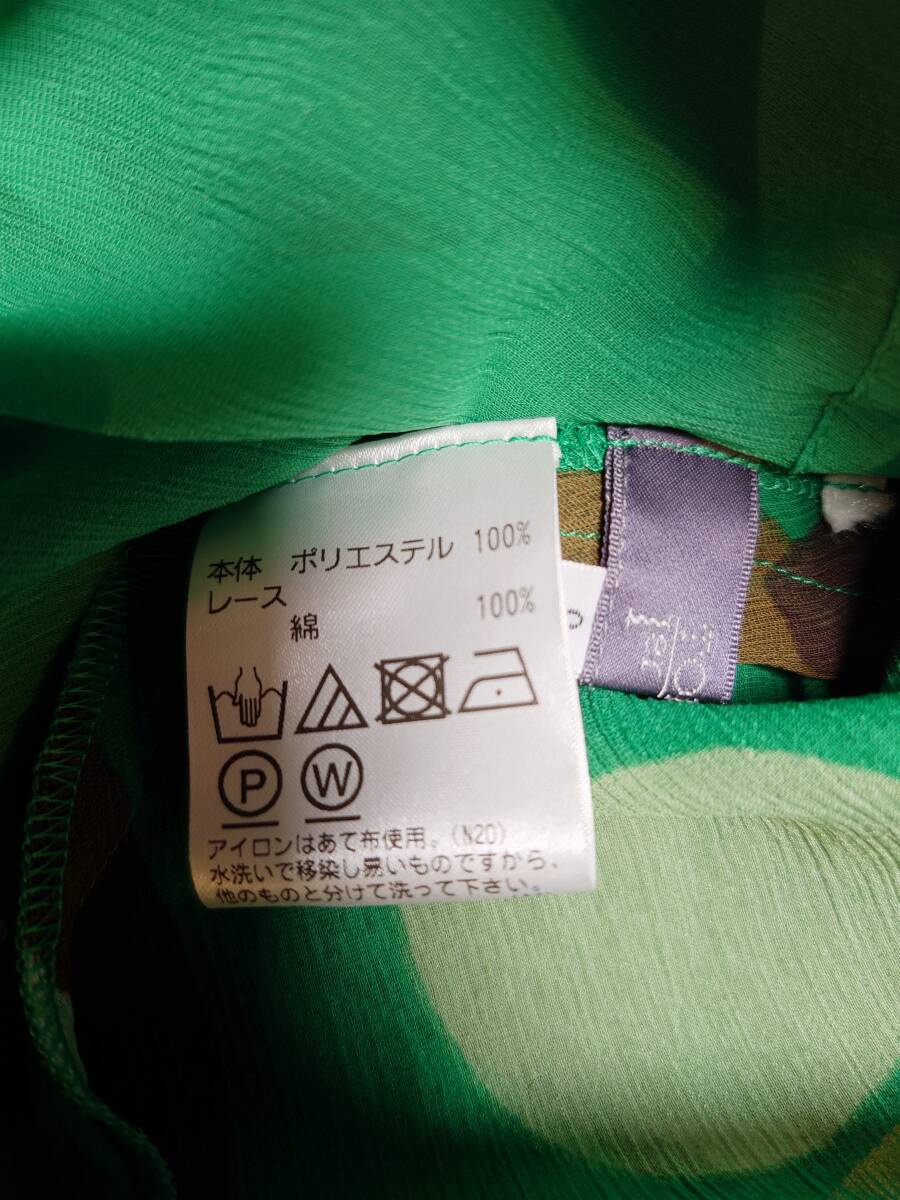 本体 ポリエステル 100%
レース
綿 100%
P W
アイロンはあて布使用。(N20)
水洗いで移染し易いものですから、
他のものと分けて洗って下さい。